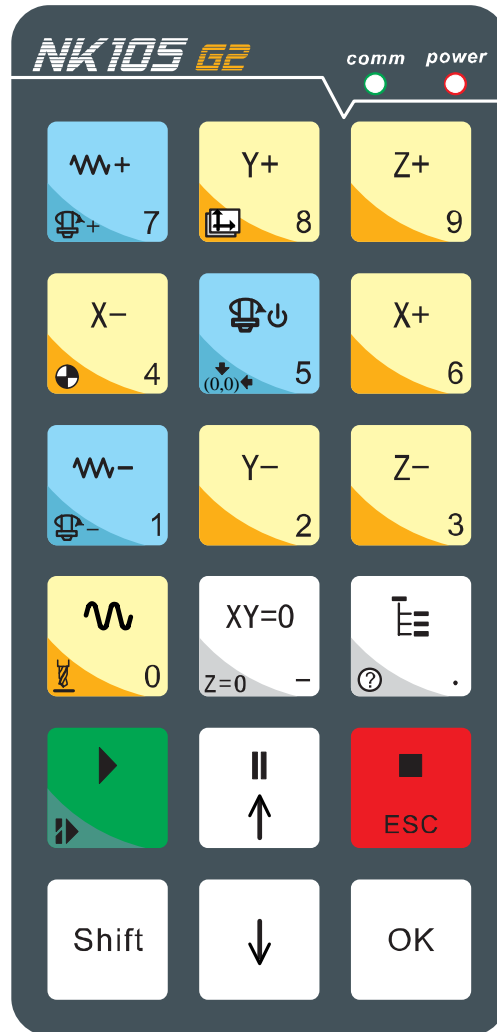 NK105 G2
comm power
Y+ Z+
+ 7 8 9
X− X+
4 (0,0) 5 6
Y− Z−
− 1 2 3
XY=0
0 Z=0 − ? .
ESC
Shift OK